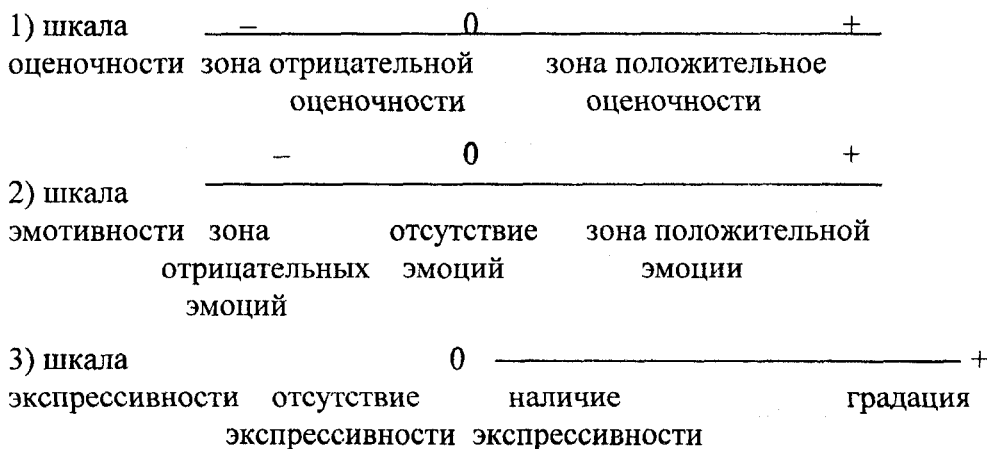 1) шкала – 0 +
оценочности зона отрицательной зона положительное
оценочности оценочности
– 0 +
2) шкала
эмотивности зона отсутствие зона положительной
отрицательных эмоций эмоции
эмоций
3) шкала 0 +
экспрессивности отсутствие наличие градация
экспрессивности экспрессивности